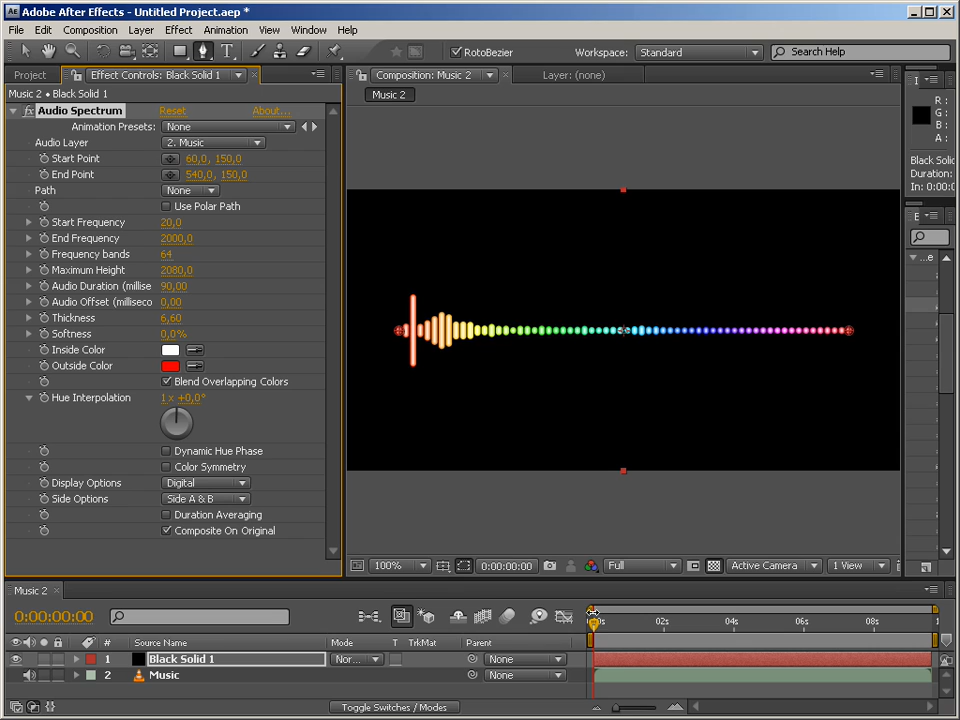 Adobe After Effects - Untitled Project.aep *
File Edit Composition Layer Effect Animation View Window Help
RotoBezier Workspace: Standard Search Help
Project Effect Controls: Black Solid 1 Composition: Music 2 Layer: (none)
Music 2 • Black Solid 1
Music 2
fx Audio Spectrum Reset About...
Animation Presets: None
Audio Layer 2. Music
Start Point 60,0, 150,0
End Point 540,0, 150,0
Path None
Use Polar Path
Start Frequency 20,0
End Frequency 2000,0
Frequency bands 64
Maximum Height 2080,0
Audio Duration (millise 90,00
Audio Offset (milliseco 0,00
Thickness 6,60
Softness 0,0%
Inside Color
Outside Color
Blend Overlapping Colors
Hue Interpolation 1 x +0,0°
Dynamic Hue Phase
Color Symmetry
Display Options Digital
Side Options Side A & B
Duration Averaging
Composite On Original
R :
G :
B :
A :
Black Solid
Duration:
In: 0:00:0
...e
100% 0:00:00:00 Full Active Camera 1 View
Music 2
0:00:00:00
02s 04s 06s 08s 1
# Source Name Mode T TrkMat Parent
1 Black Solid 1 Nor... None
2 Music None
Toggle Switches / Modes